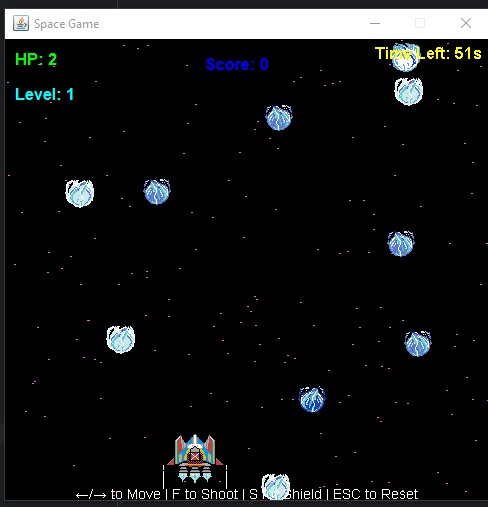 Space Game
HP: 2
Score: 0
Time Left: 51s
Level: 1
←/→ to Move | F to Shoot | S for Shield | ESC to Reset